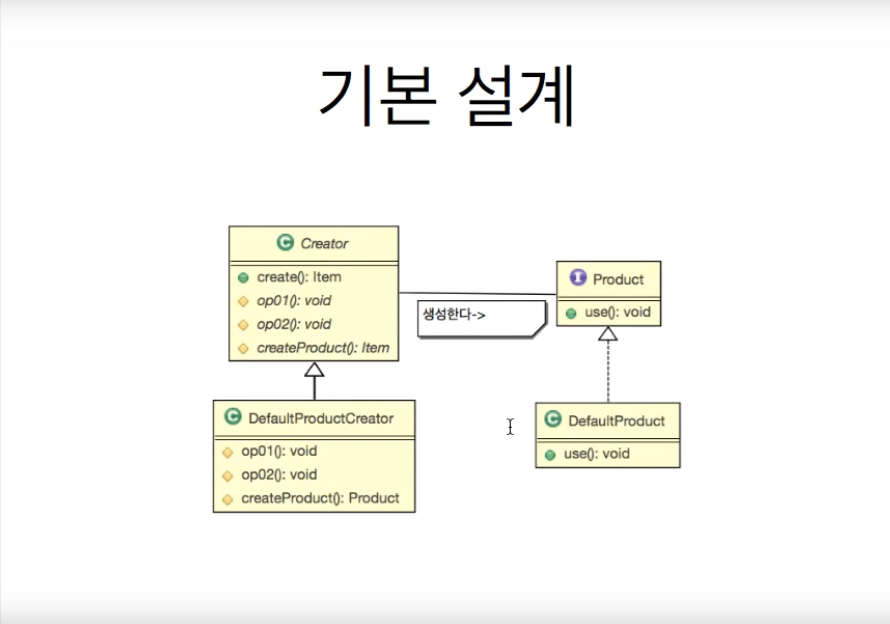 기본 설계
C Creator
create(): Item
op01(): void
op02(): void
createProduct(): Item
생성한다->
I Product
use(): void
C DefaultProductCreator
op01(): void
op02(): void
createProduct(): Product
C DefaultProduct
use(): void